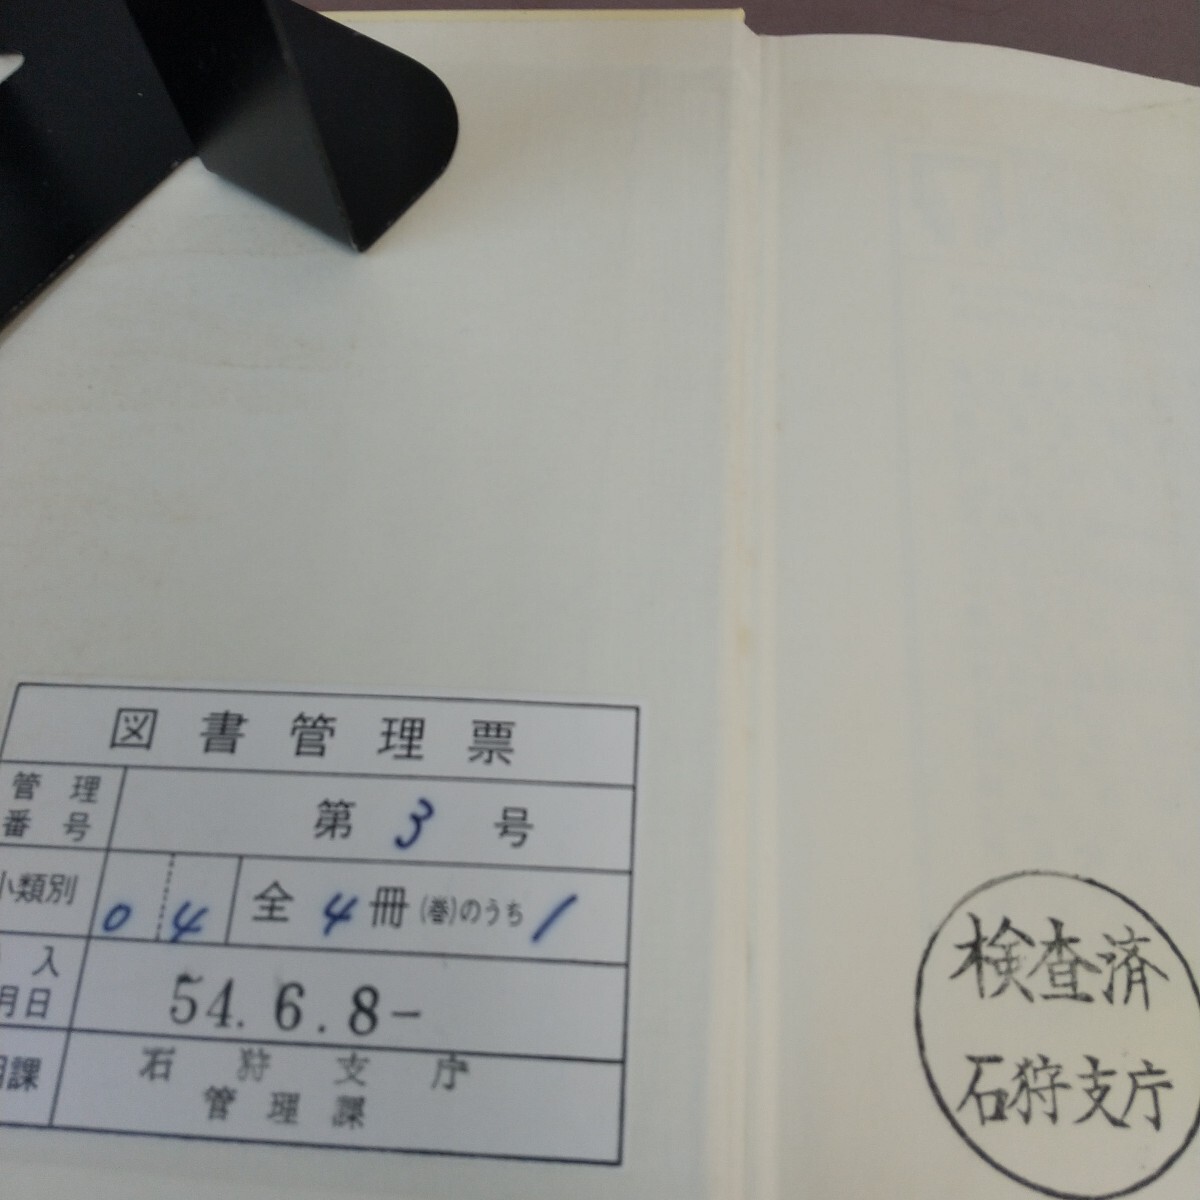 図書管理票
管理
番号
第3号
小類別
04
全4冊(巻)のうち1
入
月日
54.6.8-
課
石狩支庁
管理課
検査済
石狩支庁